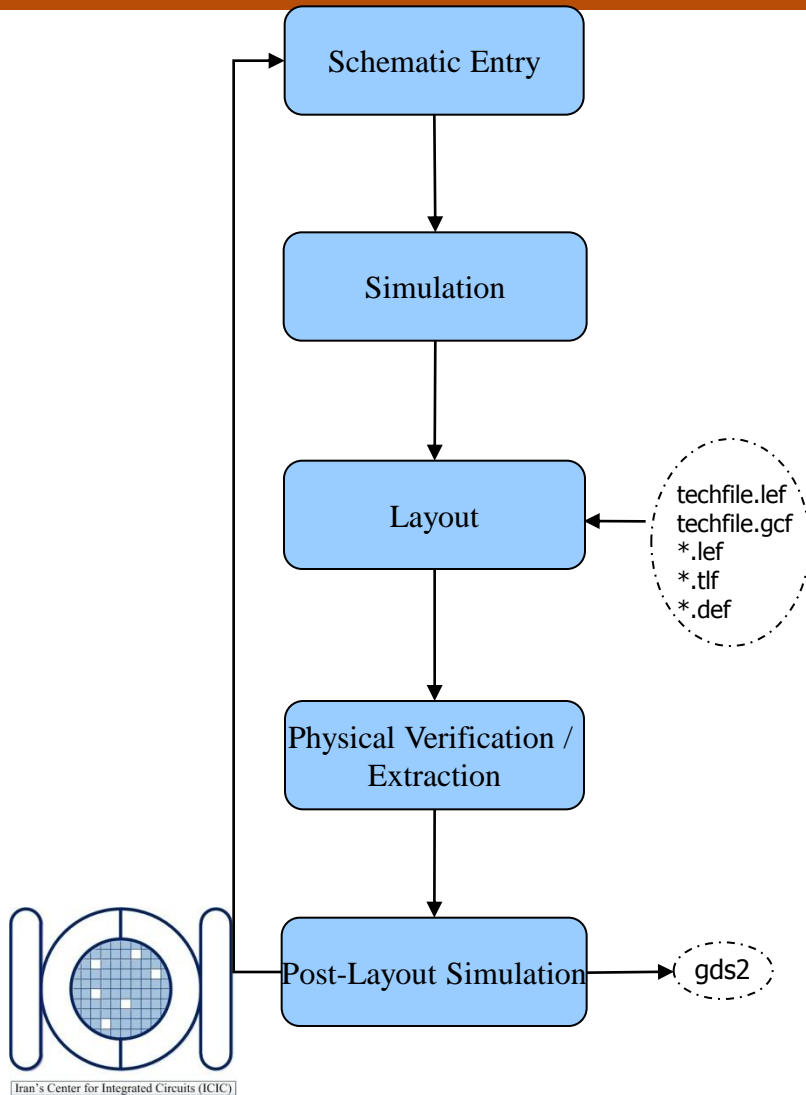 Schematic Entry
Simulation
Layout
techfile.lef
techfile.gcf
*.lef
*.tlf
*.def
Physical Verification /
Extraction
Post-Layout Simulation
gds2
Iran's Center for Integrated Circuits (ICIC)